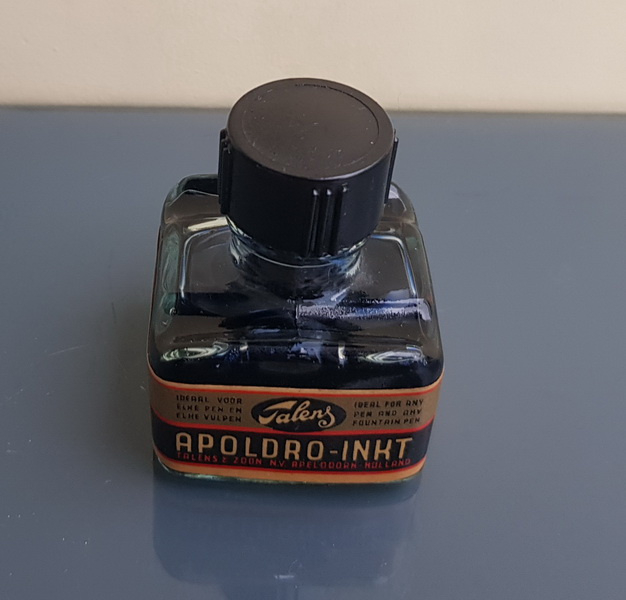 IDEAAL VOOR
ELKE PEN EN
ELKE VULPEN
Talens
IDEAL FOR ANY
PEN AND ANY
FOUNTAIN PEN
APOLDRO-INKT
TALENS & ZOON N.V. APELDOORN-HOLLAND